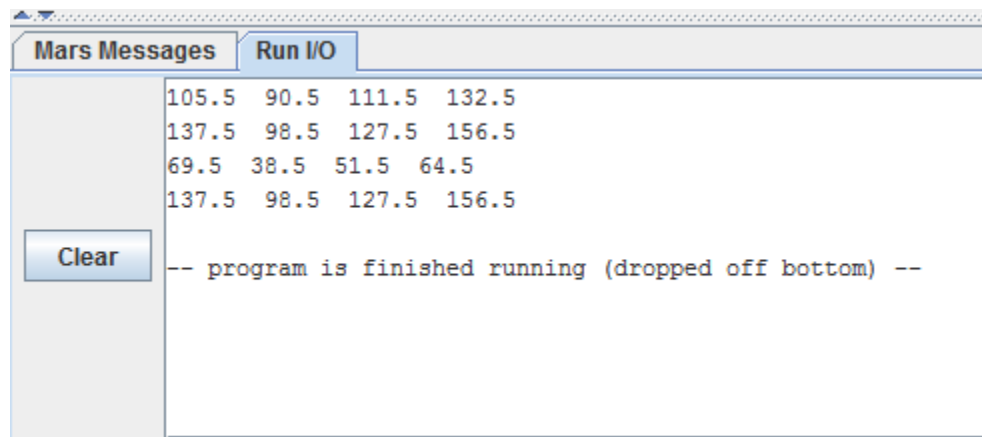 Mars Messages Run I/O
105.5  90.5  111.5  132.5
137.5  98.5  127.5  156.5
69.5  38.5  51.5  64.5
137.5  98.5  127.5  156.5
Clear
-- program is finished running (dropped off bottom) --